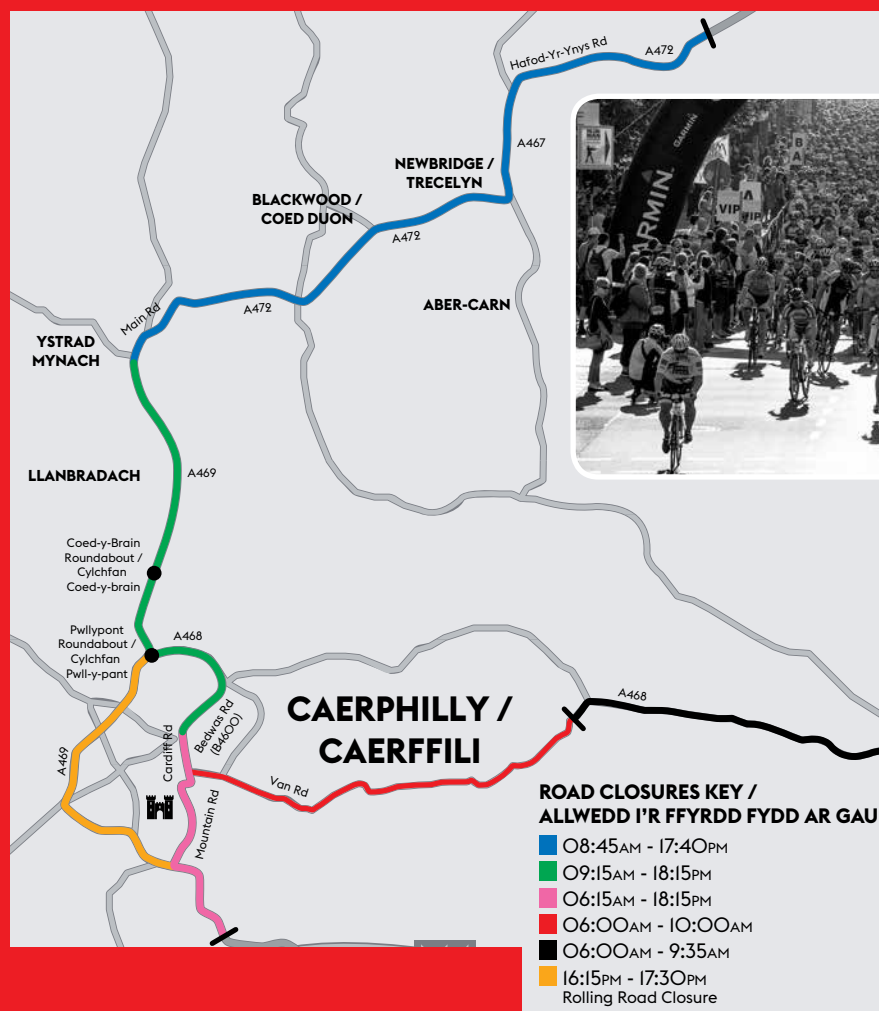 Hafod-Yr-Ynys Rd
A472
A467
NEWBRIDGE /
TRECELYN
BLACKWOOD /
COED DUON
A472
A472
Main Rd
ABER-CARN
YSTRAD
MYNACH
LLANBRADACH
A469
Coed-y-Brain
Roundabout /
Cylchfan
Coed-y-brain
Pwllypont
Roundabout /
Cylchfan
Pwll-y-pant
A468
Bedwas Rd
(B4600)
CAERPHILLY /
CAERFFILI
A468
A469
Cardiff Rd
Van Rd
Mountain Rd
GARMIN
GARMIN.
B
A
A
VIP
VIP
ROAD CLOSURES KEY /
ALLWEDD I'R FFYRDD FYDD AR GAU
08:45AM - 17:40PM
09:15AM - 18:15PM
06:15AM - 18:15PM
06:00AM - 10:00AM
06:00AM - 9:35AM
16:15PM - 17:30PM
Rolling Road Closure